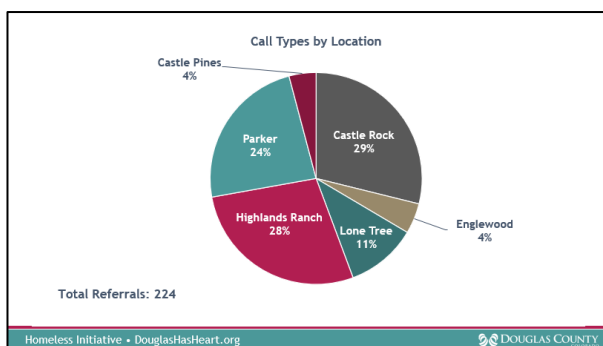 Call Types by Location
Castle Pines
4%
Castle Rock
29%
Parker
24%
Englewood
4%
Lone Tree
11%
Highlands Ranch
28%
Total Referrals: 224
Homeless Initiative • DouglasHasHeart.org
DOUGLAS COUNTY